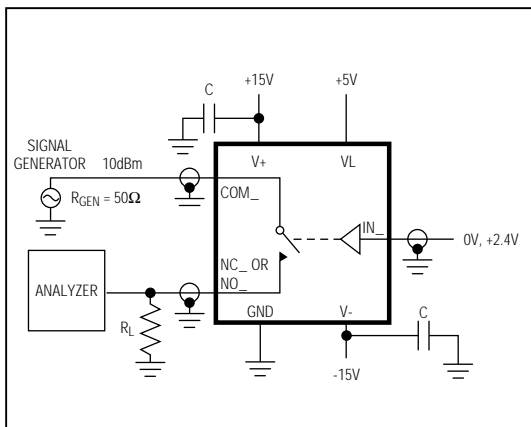 +15V
+5V
C
SIGNAL
GENERATOR
10dBm
V+
VL
COM_
RGEN = 50Ω
IN_
0V, +2.4V
NC_ OR
NO_
ANALYZER
GND
V-
RL
C
-15V